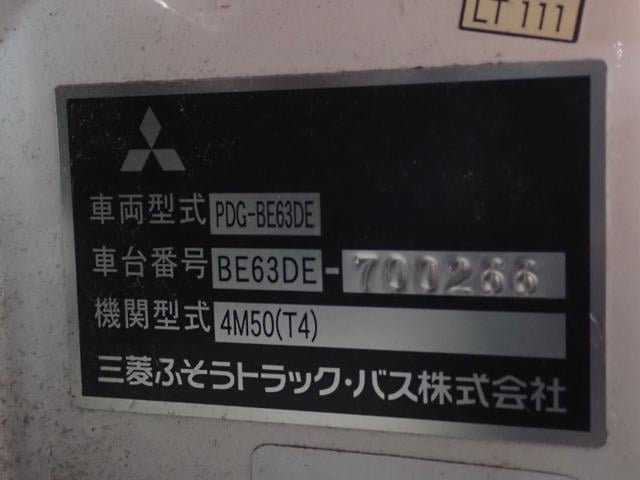 LT 111
車両型式 PDG-BE63DE
車台番号 BE63DE-700266
機関型式 4M50(T4)
三菱ふそうトラック・バス株式会社